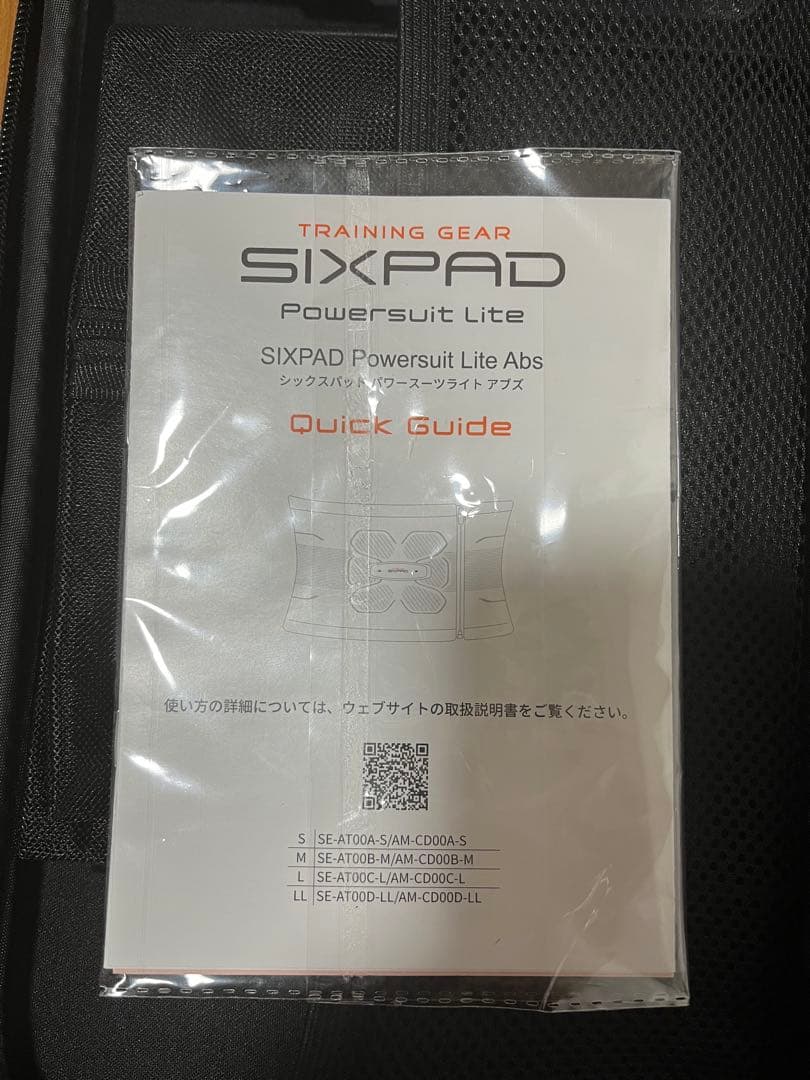 TRAINING GEAR
SIXPAD
Powersuit Lite
SIXPAD Powersuit Lite Abs
シックスパッド パワースーツライト アブズ
Quick Guide
SIXPAD
使い方の詳細については、ウェブサイトの取扱説明書をご覧ください。
S SE-AT00A-S/AM-CD00A-S
M SE-AT00B-M/AM-CD00B-M
L SE-AT00C-L/AM-CD00C-L
LL SE-AT00D-LL/AM-CD00D-LL